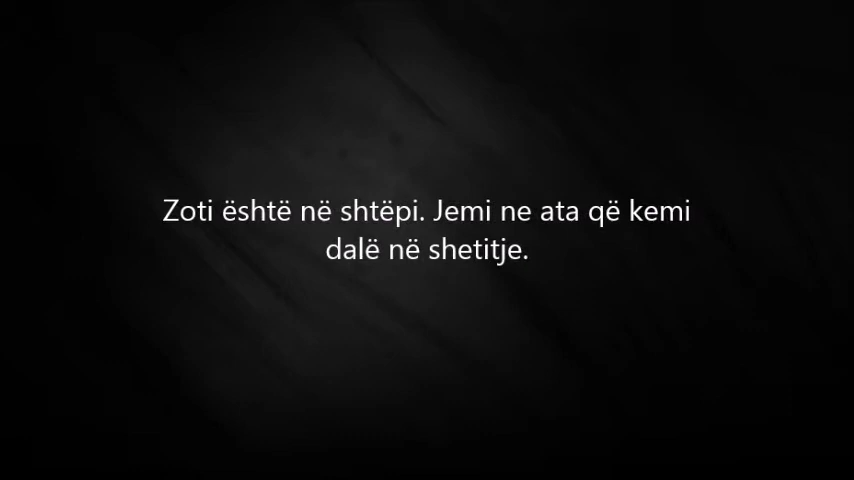 Zoti është në shtëpi. Jemi ne ata që kemi
dalë në shetitje.